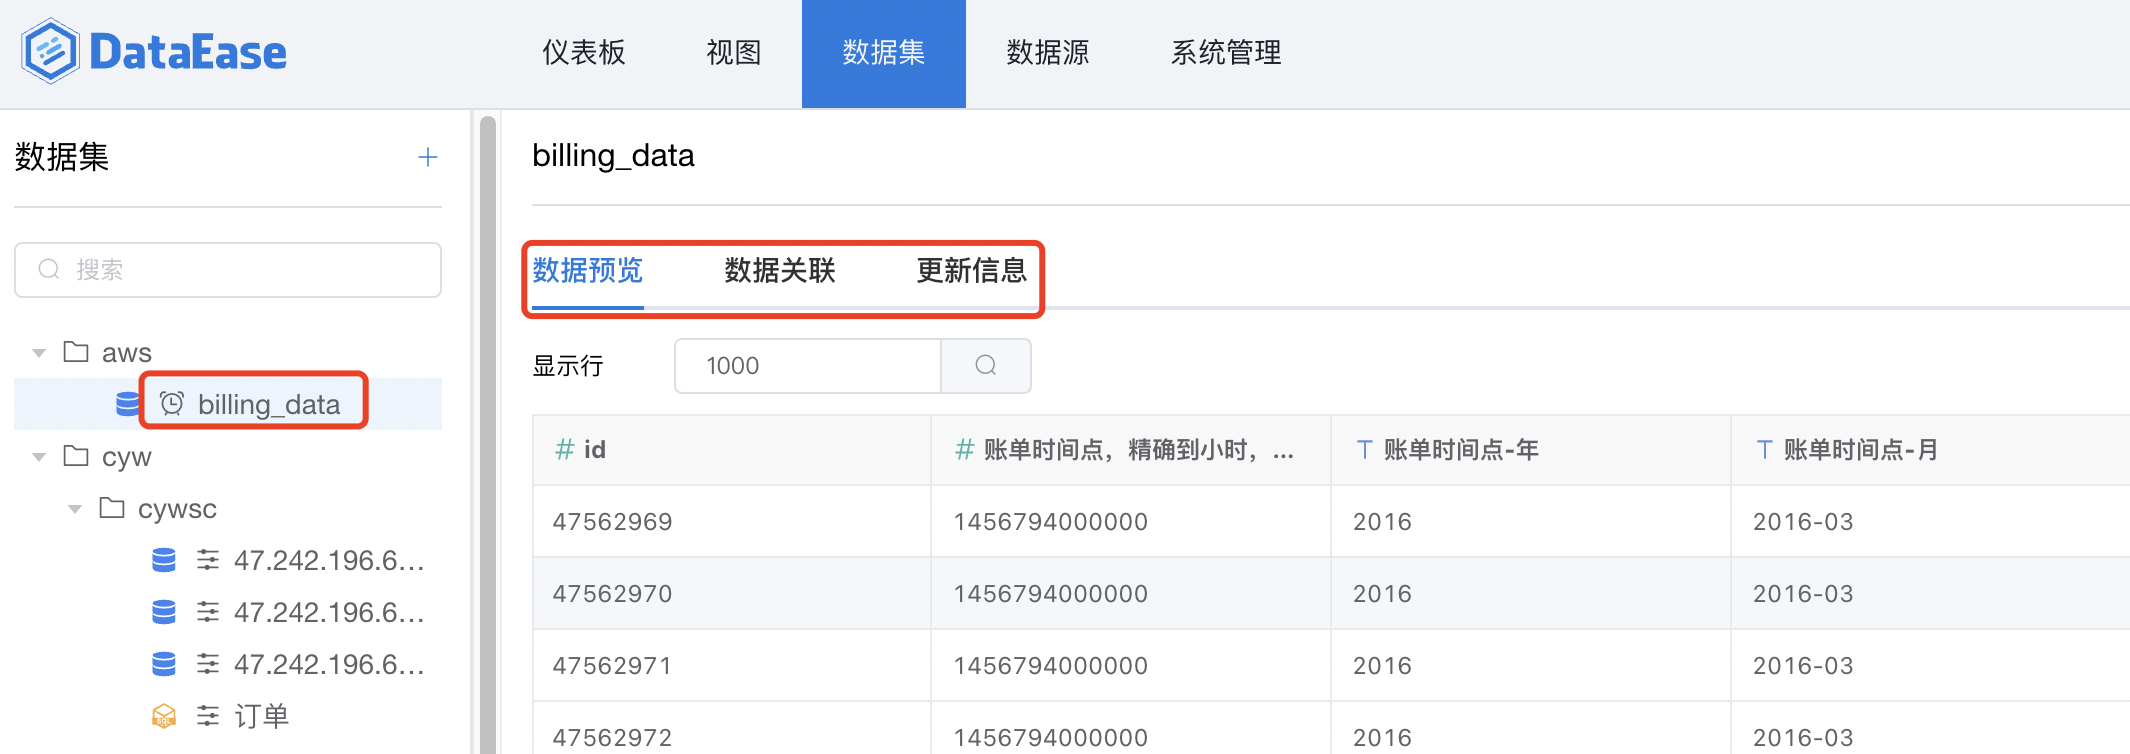 DataEase 仪表板 视图 数据集 数据源 系统管理
数据集 +
搜索
aws
billing_data
cyw
cywsc
47.242.196.6...
47.242.196.6...
47.242.196.6...
SQL 订单
billing_data
数据预览 数据关联 更新信息
显示行 1000
# id # 账单时间点，精确到小时，... T 账单时间点-年 T 账单时间点-月
47562969 1456794000000 2016 2016-03
47562970 1456794000000 2016 2016-03
47562971 1456794000000 2016 2016-03
47562972 1456794000000 2016 2016-03